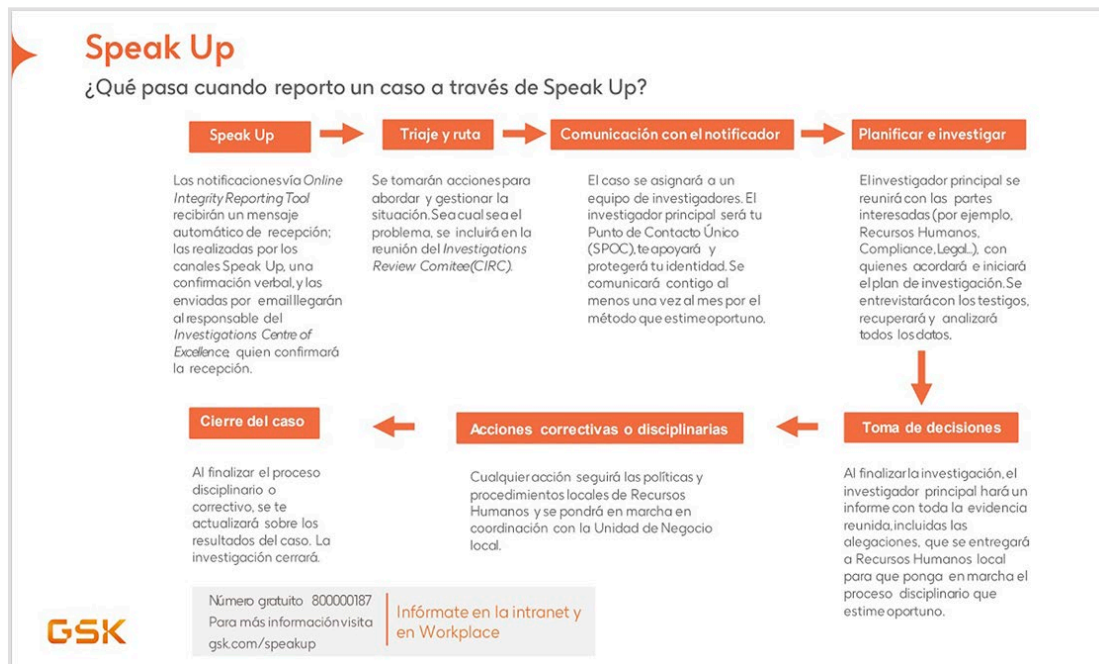 Speak Up
¿Qué pasa cuando reporto un caso a través de Speak Up?
Speak Up
Las notificaciones vía Online
Integrity Reporting Tool
recibirán un mensaje
automático de recepción;
las realizadas por los
canales Speak Up, una
confirmación verbal, y las
enviadas por email llegarán
al responsable del
Investigations Centre of
Excellence, quien confirmará
la recepción.
Triaje y ruta
Se tomarán acciones para
abordar y gestionar la
situación. Sea cual sea el
problema, se incluirá en la
reunión del Investigations
Review Comitee(CIRC).
Comunicación con el notificador
El caso se asignará a un
equipo de investigadores. El
investigador principal será tu
Punto de Contacto Único
(SPOC), te apoyará y
protegerá tu identidad. Se
comunicará contigo al
menos una vez al mes por el
método que estime oportuno.
Planificar e investigar
El investigador principal se
reunirá con las partes
interesadas (por ejemplo,
Recursos Humanos,
Compliance, Legal...), con
quienes acordará e iniciará
el plan de investigación. Se
entrevistará con los testigos,
recuperará y analizará
todos los datos.
Toma de decisiones
Al finalizar la investigación, el
investigador principal hará un
informe con toda la evidencia
reunida, incluidas las
alegaciones, que se entregará
a Recursos Humanos local
para que ponga en marcha el
proceso disciplinario que
estime oportuno.
Acciones correctivas o disciplinarias
Cualquier acción seguirá las políticas y
procedimientos locales de Recursos
Humanos y se pondrá en marcha en
coordinación con la Unidad de Negocio
local.
Cierre del caso
Al finalizar el proceso
disciplinario o
correctivo, se te
actualizará sobre los
resultados del caso. La
investigación cerrará.
Número gratuito 800000187
Para más información visita
gsk.com/speakup
Infórmate en la intranet y
en Workplace
GSK